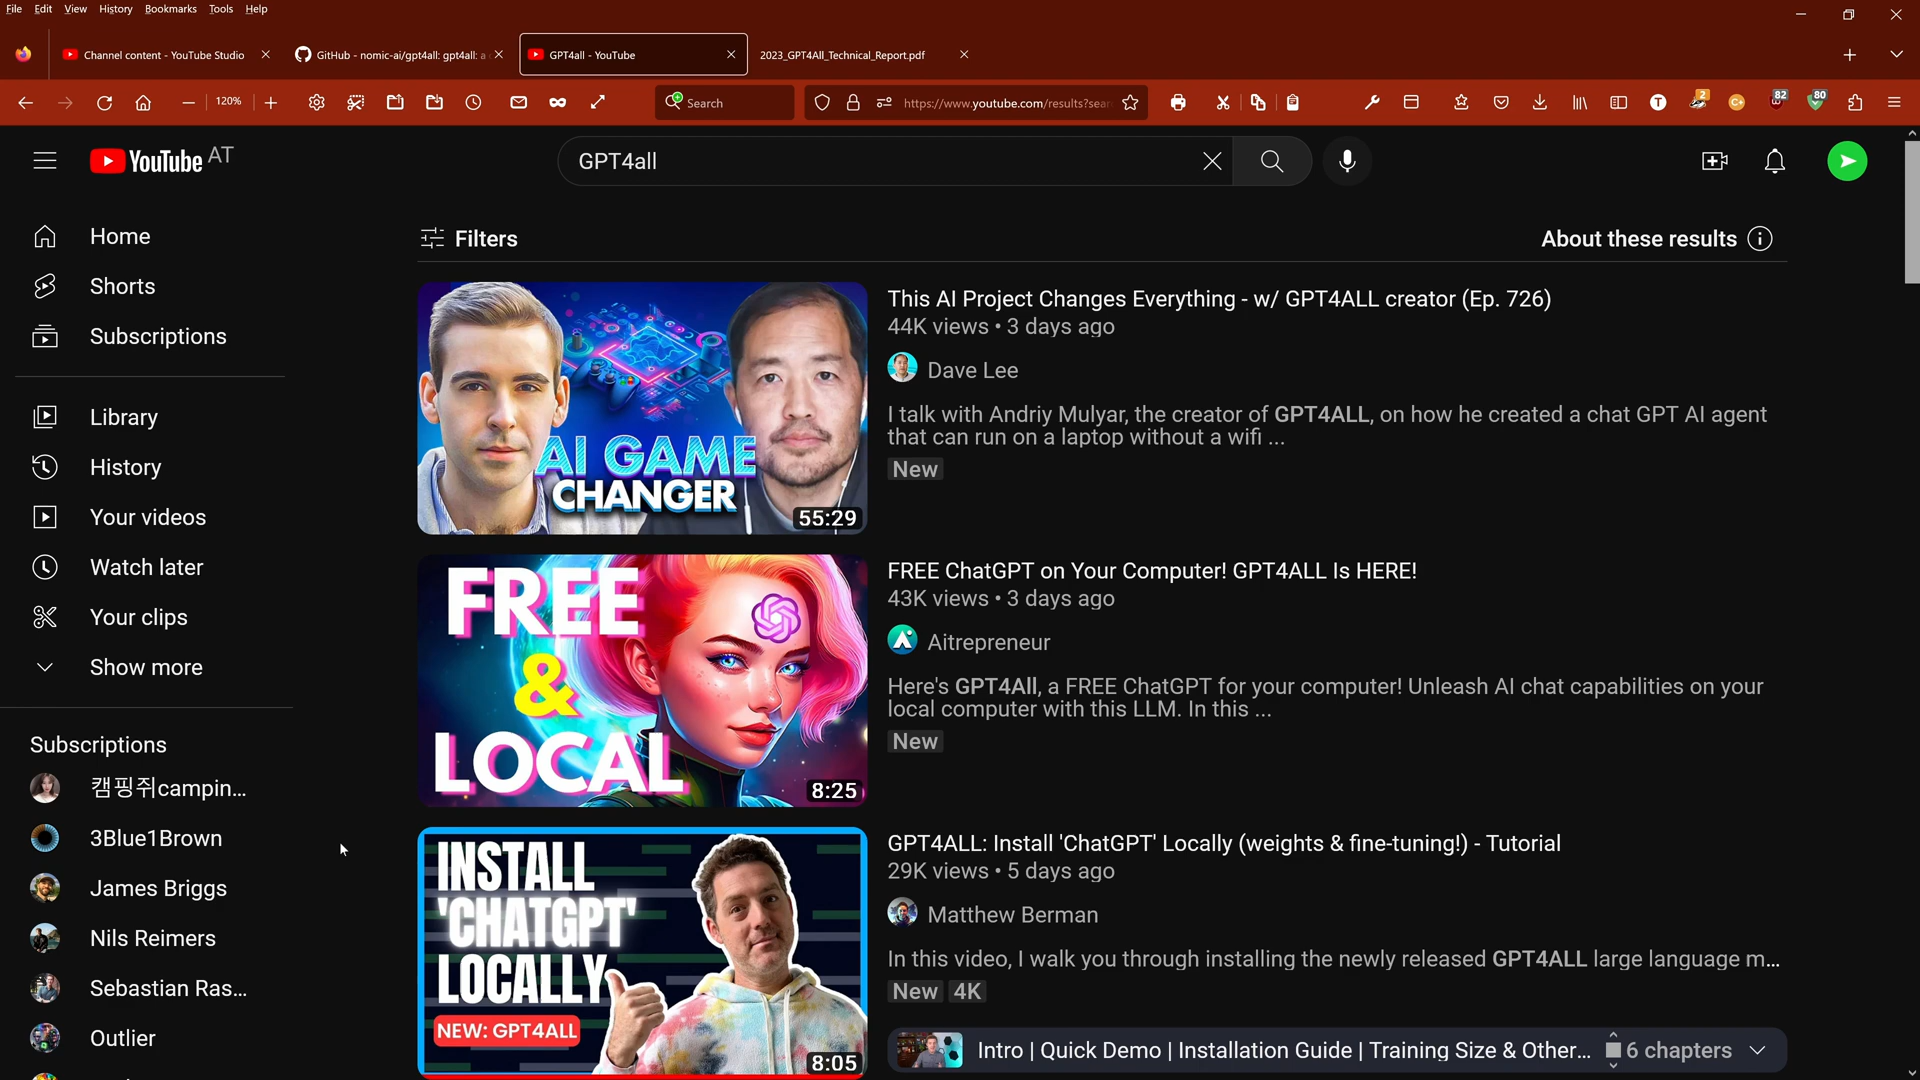 File Edit View History Bookmarks Tools Help
Channel content - YouTube Studio
GitHub - nomic-ai/gpt4all: gpt4all: a
GPT4all - YouTube
2023_GPT4All_Technical_Report.pdf
120%
Search
https://www.youtube.com/results?sear
T
2
C+
82
80
YouTube AT
GPT4all
Home
Shorts
Subscriptions
Library
History
Your videos
Watch later
Your clips
Show more
Subscriptions
캠핑쥐campin...
3Blue1Brown
James Briggs
Nils Reimers
Sebastian Ras...
Outlier
Filters
About these results
AI GAME
CHANGER
55:29
This AI Project Changes Everything - w/ GPT4ALL creator (Ep. 726)
44K views • 3 days ago
Dave Lee
I talk with Andriy Mulyar, the creator of GPT4ALL, on how he created a chat GPT AI agent
that can run on a laptop without a wifi ...
New
FREE
&
LOCAL
8:25
FREE ChatGPT on Your Computer! GPT4ALL Is HERE!
43K views • 3 days ago
Aitrepreneur
Here's GPT4All, a FREE ChatGPT for your computer! Unleash AI chat capabilities on your
local computer with this LLM. In this ...
New
INSTALL
'CHATGPT'
LOCALLY
NEW: GPT4ALL
8:05
GPT4ALL: Install 'ChatGPT' Locally (weights & fine-tuning!) - Tutorial
29K views • 5 days ago
Matthew Berman
In this video, I walk you through installing the newly released GPT4ALL large language m...
New 4K
Intro | Quick Demo | Installation Guide | Training Size & Other... 6 chapters